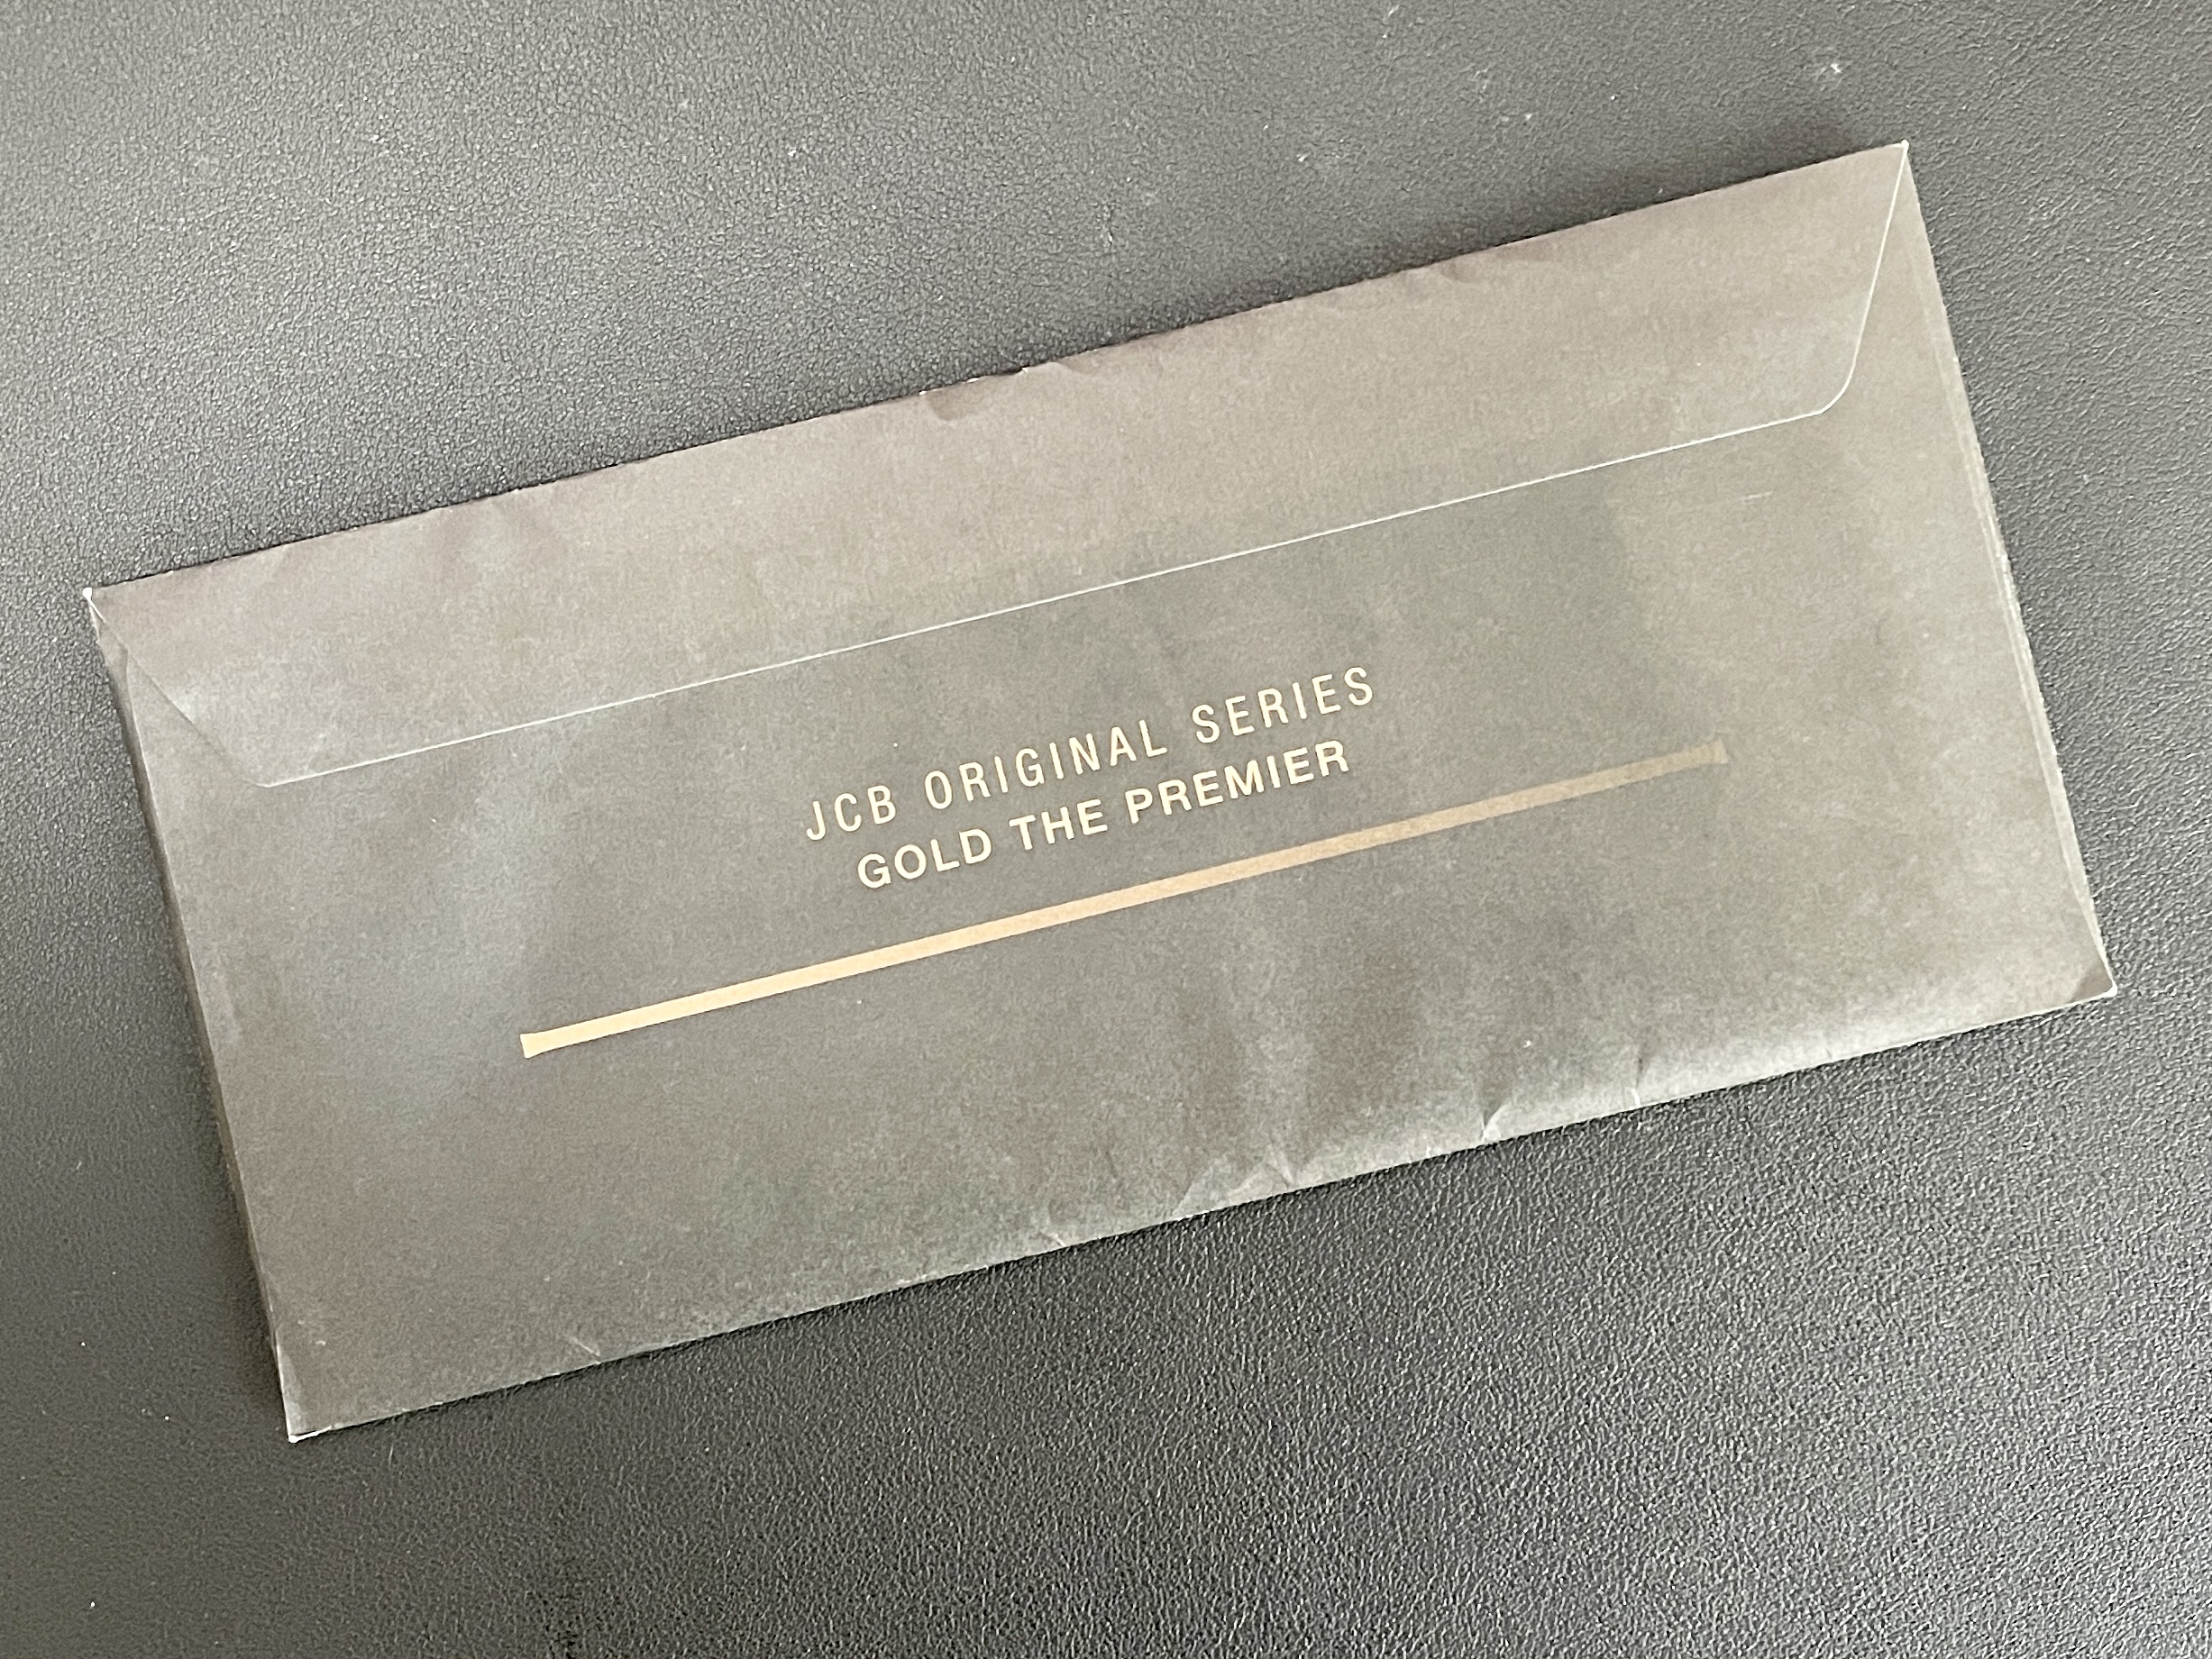 JCB ORIGINAL SERIES
GOLD THE PREMIER